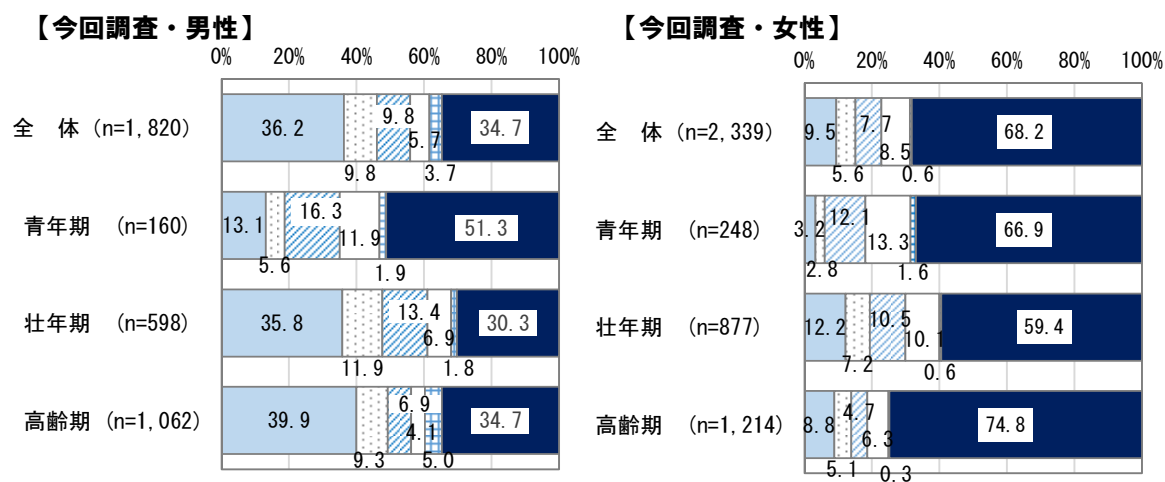 【今回調査・男性】
0% 20% 40% 60% 80% 100%
全 体 (n=1,820)
36.2 9.8 9.8 5.7 3.7 34.7
青年期 (n=160)
13.1 5.6 16.3 11.9 1.9 51.3
壮年期 (n=598)
35.8 11.9 13.4 6.9 1.8 30.3
高齢期 (n=1,062)
39.9 9.3 6.9 4.1 5.0 34.7
【今回調査・女性】
0% 20% 40% 60% 80% 100%
全 体 (n=2,339)
9.5 5.6 7.7 8.5 0.6 68.2
青年期 (n=248)
3.2 2.8 12.1 13.3 1.6 66.9
壮年期 (n=877)
12.2 7.2 10.5 10.1 0.6 59.4
高齢期 (n=1,214)
8.8 5.1 4.7 6.3 0.3 74.8